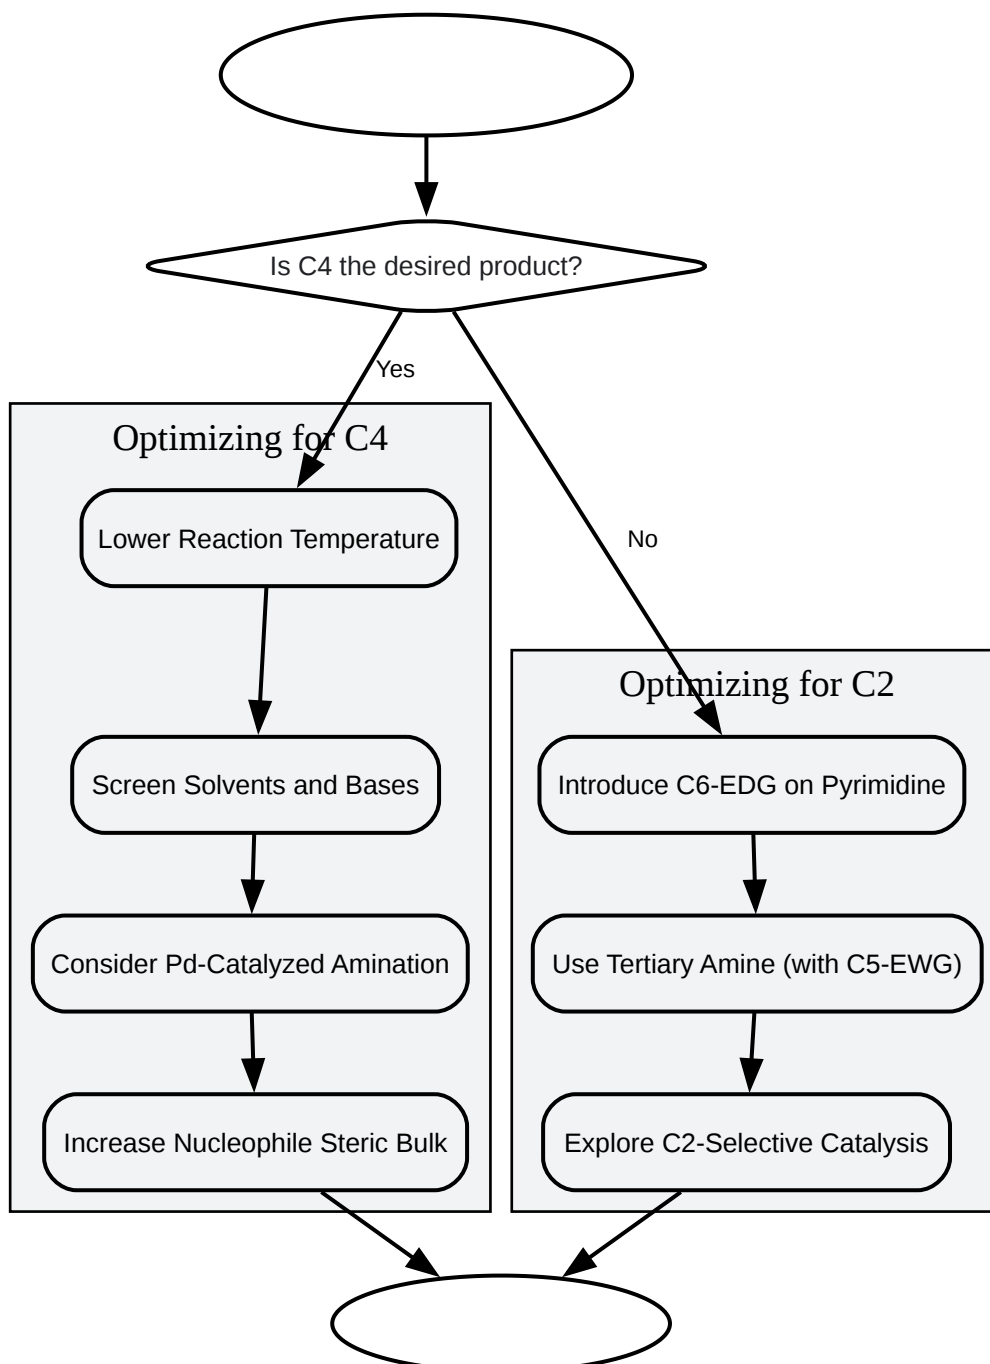 Is C4 the desired product?
Yes
Optimizing for C4
Lower Reaction Temperature
Screen Solvents and Bases
Consider Pd-Catalyzed Amination
Increase Nucleophile Steric Bulk
No
Optimizing for C2
Introduce C6-EDG on Pyrimidine
Use Tertiary Amine (with C5-EWG)
Explore C2-Selective Catalysis